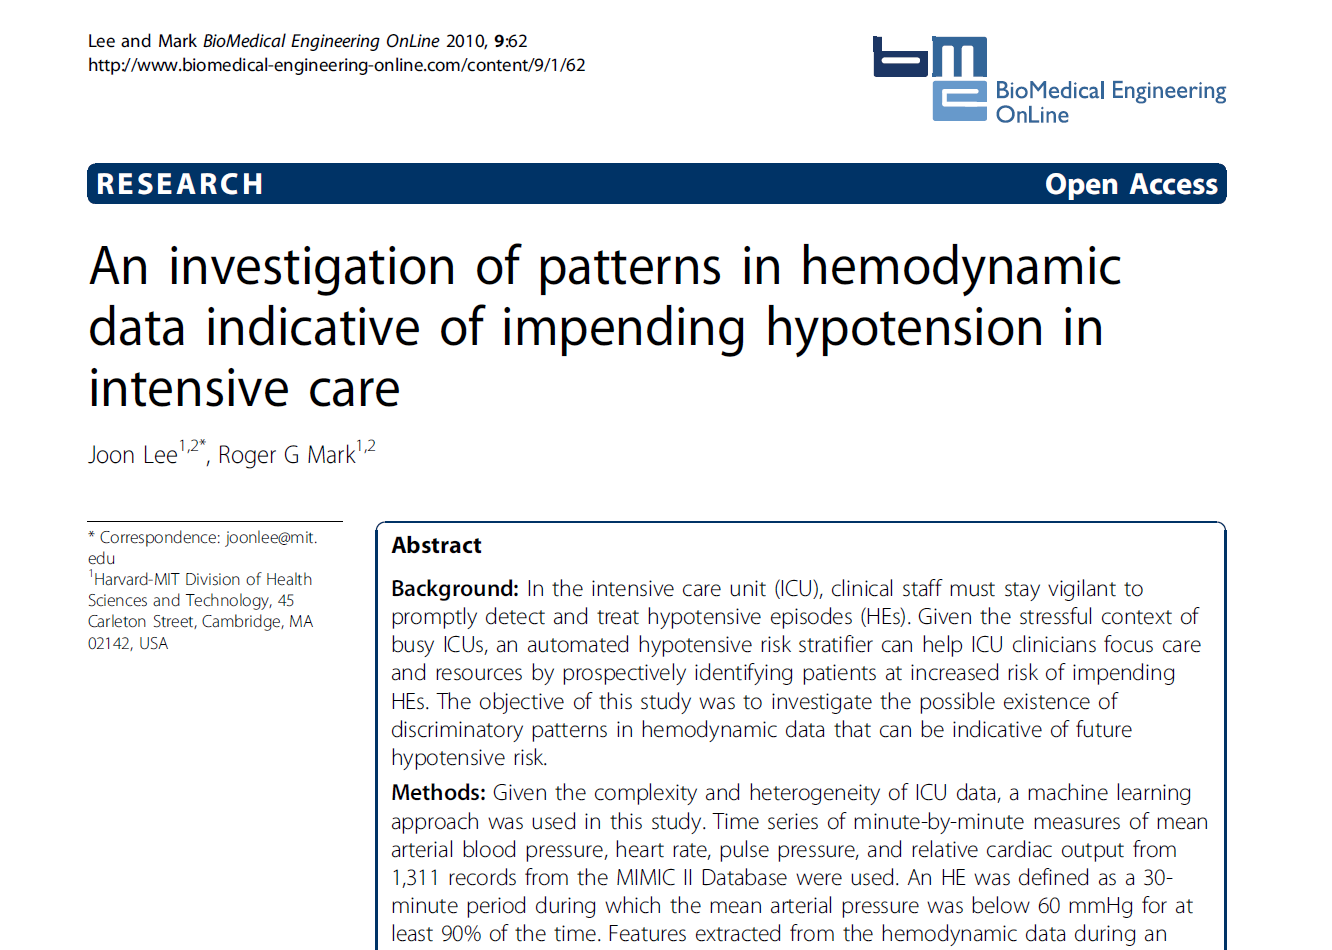 Lee and Mark BioMedical Engineering OnLine 2010, 9:62
http://www.biomedical-engineering-online.com/content/9/1/62
bme
BioMedical Engineering
OnLine
RESEARCH
Open Access
An investigation of patterns in hemodynamic
data indicative of impending hypotension in
intensive care
Joon Lee1,2*, Roger G Mark1,2
* Correspondence: joonlee@mit.
edu
1Harvard-MIT Division of Health
Sciences and Technology, 45
Carleton Street, Cambridge, MA
02142, USA
Abstract
Background: In the intensive care unit (ICU), clinical staff must stay vigilant to
promptly detect and treat hypotensive episodes (HEs). Given the stressful context of
busy ICUs, an automated hypotensive risk stratifier can help ICU clinicians focus care
and resources by prospectively identifying patients at increased risk of impending
HEs. The objective of this study was to investigate the possible existence of
discriminatory patterns in hemodynamic data that can be indicative of future
hypotensive risk.
Methods: Given the complexity and heterogeneity of ICU data, a machine learning
approach was used in this study. Time series of minute-by-minute measures of mean
arterial blood pressure, heart rate, pulse pressure, and relative cardiac output from
1,311 records from the MIMIC II Database were used. An HE was defined as a 30-
minute period during which the mean arterial pressure was below 60 mmHg for at
least 90% of the time. Features extracted from the hemodynamic data during an